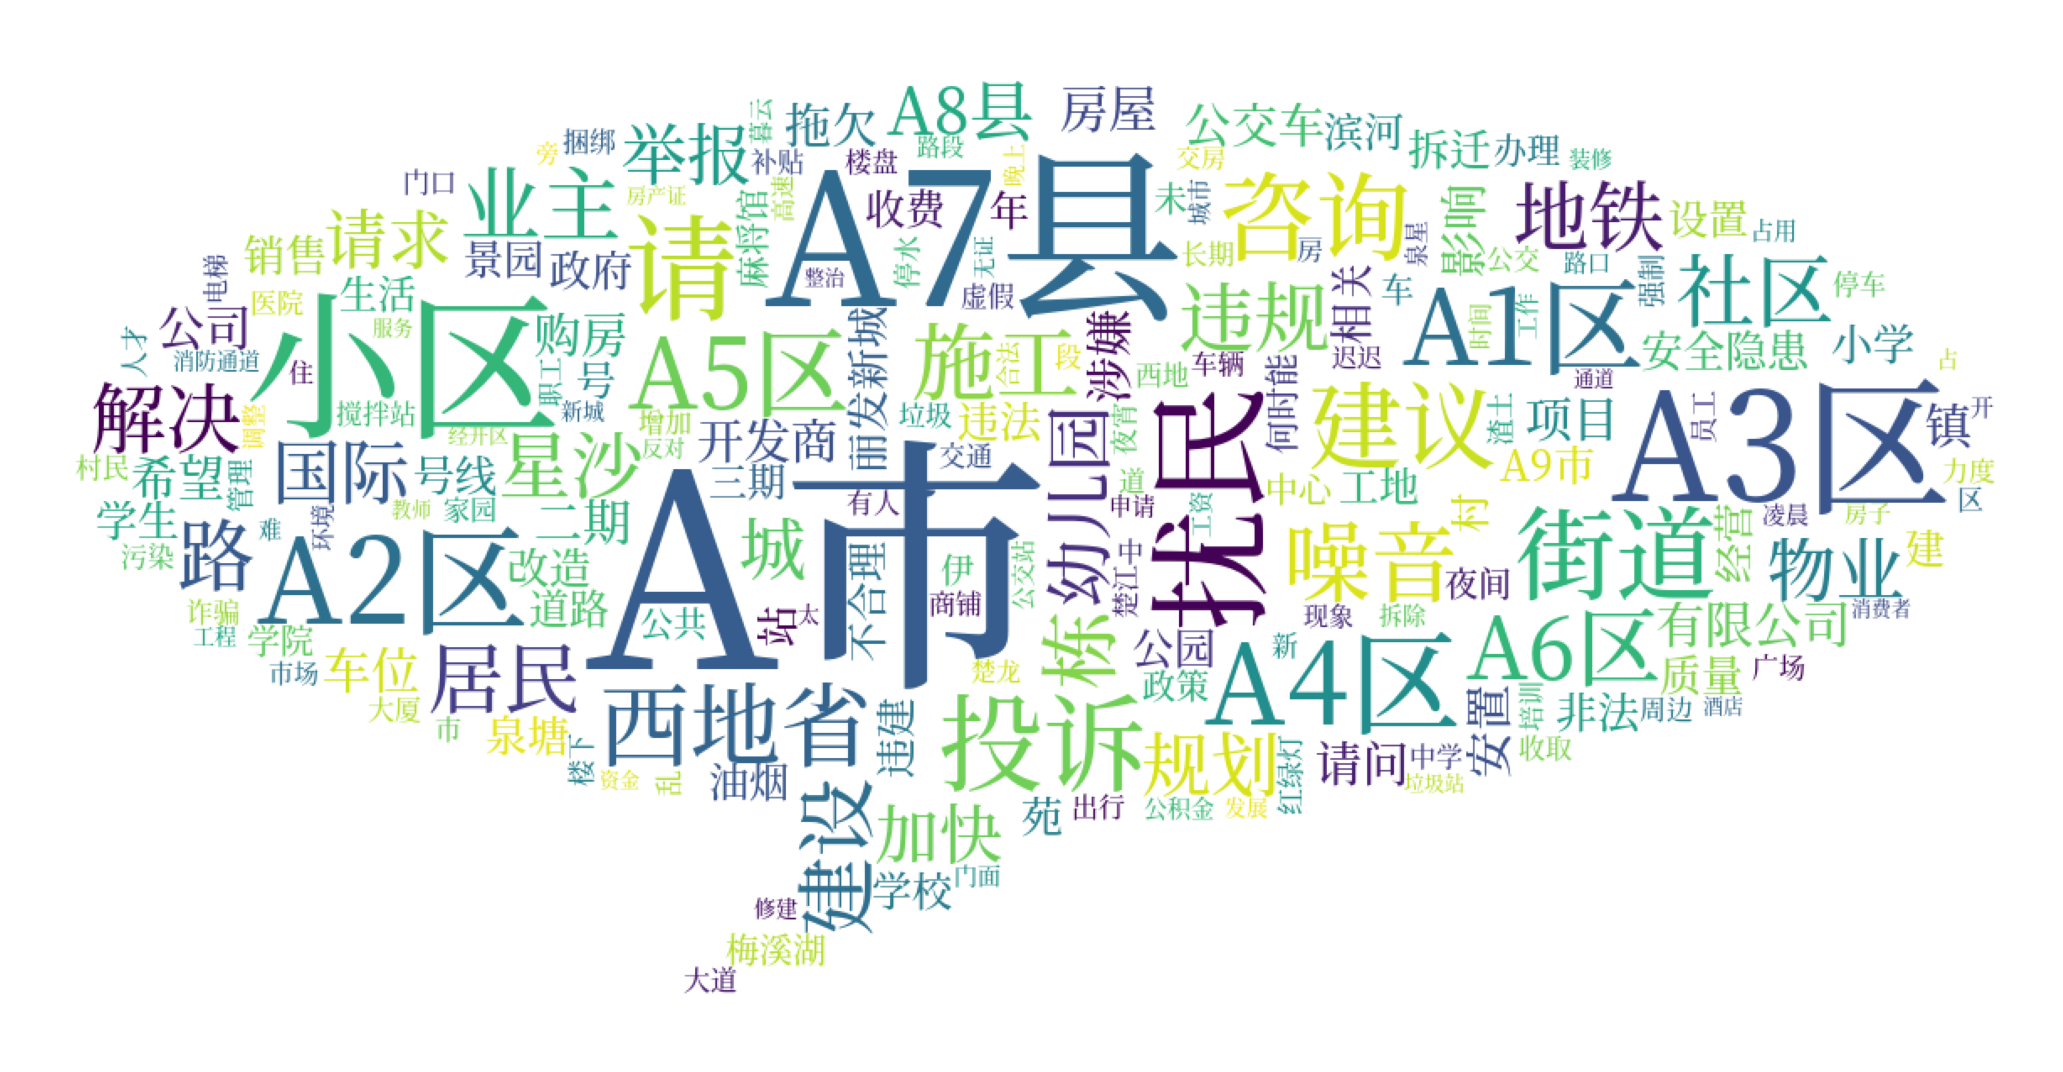 A8县
房屋
暮云
拖欠
公交车
滨河
拆迁
办理
装修
旁
捆绑
举报
补贴
楼盘
路段
晚上
交房
门口
业主
房产证
麻将馆
高速
收费
年
A7县
未
咨询
城市
影响
地铁
设置
占用
销售
请求
景园
政府
请
整治
停水
无证
虚假
长期
房
泉星
公交
路口
强制
电梯
医院
生活
公司
服务
小区
购房
A5区
丽发新城
施工
合法
段
涉嫌
违规
相关
车
A1区
时间
工作
社区
停车
人才
消防通道
住
职工
号
车辆
迟迟
安全隐患
小学
通道
占
解决
调整
搅拌站
新城
增加
反对
开发商
垃圾
违法
西地
何时能
建议
渣土
项目
员工
A3区
镇
开
村民
希望
管理
国际
号线
经开区
星沙
三期
交通
幼儿园
夜宵
道
扰民
中心
工地
A9市
村
力度
区
学生
难
环境
教师
家园
二期
城
有人
A市
申请
工资
噪音
街道
凌晨
房子
经营
污染
路
A2区
改造
道路
公共
站
太
不合理
伊
商铺
公交站
楚江中
夜间
物业
建
诈骗
工程
学院
现象
拆除
消费者
市场
车位
居民
楚龙
栋
公园
政策
新
A4区
A6区
有限公司
质量
广场
大厦
市
泉塘
西地省
违建
投诉
规划
红绿灯
请问
中学
安置
培训
非法
周边
酒店
收取
楼下
资金
乱
油烟
建设
加快
苑
出行
公积金
发展
垃圾站
学校
门面
修建
梅溪湖
大道